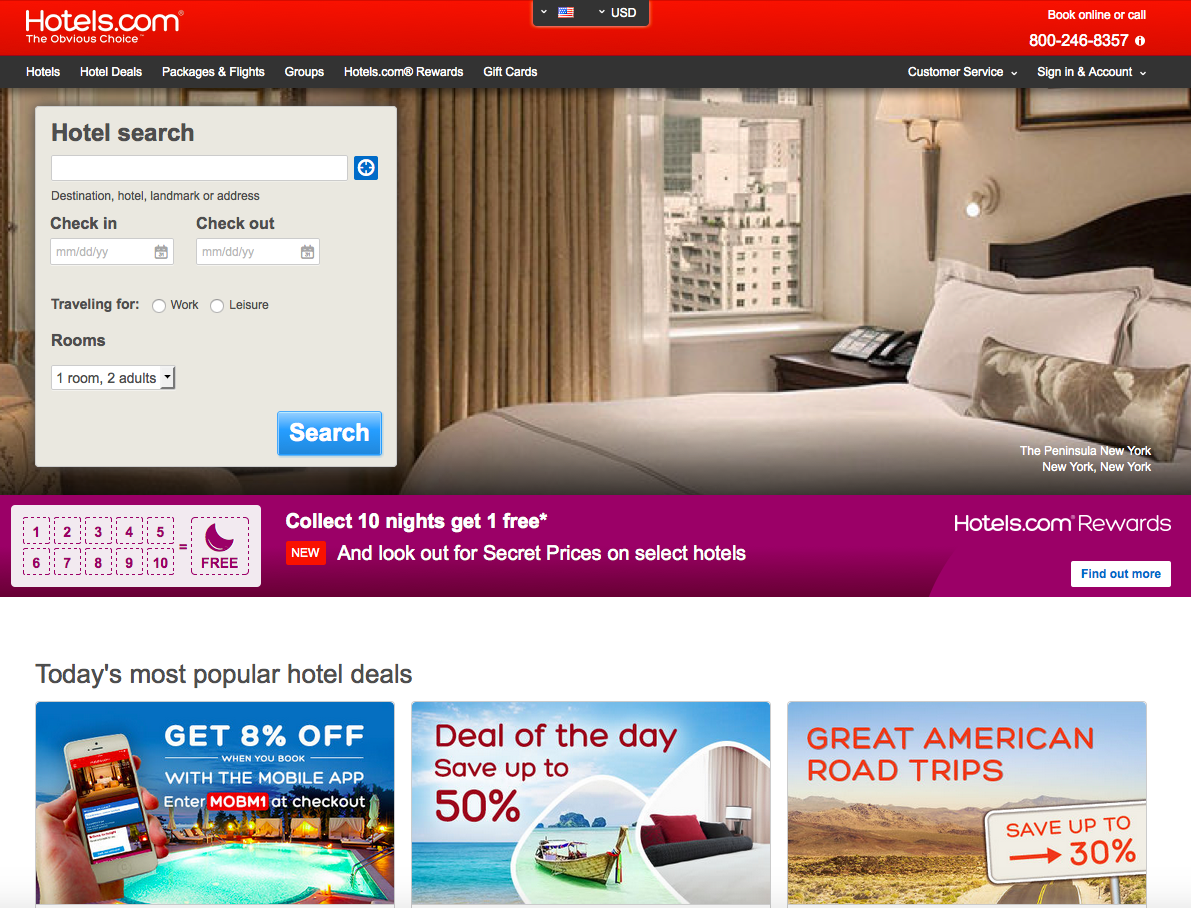 Hotels.com®
The Obvious Choice™
USD
Book online or call
800-246-8357
Hotels
Hotel Deals
Packages & Flights
Groups
Hotels.com® Rewards
Gift Cards
Customer Service
Sign in & Account
Hotel search
Destination, hotel, landmark or address
Check in
Check out
mm/dd/yy
mm/dd/yy
Traveling for:
Work
Leisure
Rooms
1 room, 2 adults
Search
The Peninsula New York
New York, New York
1 2 3 4 5
6 7 8 9 10
=
FREE
Collect 10 nights get 1 free*
NEW And look out for Secret Prices on select hotels
Hotels.com® Rewards
Find out more
Today's most popular hotel deals
GET 8% OFF
WHEN YOU BOOK
WITH THE MOBILE APP
Enter MOBM1 at checkout
Deal of the day
Save up to
50%
GREAT AMERICAN
ROAD TRIPS
SAVE UP TO
30%